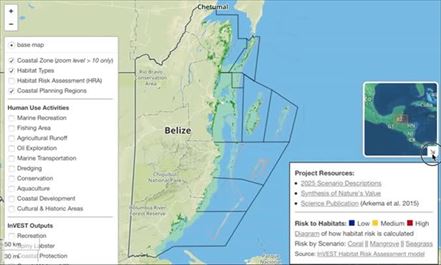 Chetumal
+
−
base map
Coastal Zone (zoom level > 10 only)
Habitat Types
Habitat Risk Assessment (HRA)
Coastal Planning Regions
Human Use Activities
Marine Recreation
Fishing Area
Agricultural Runoff
Oil Exploration
Marine Transportation
Dredging
Conservation
Aquaculture
Coastal Development
Cultural & Historic Areas
InVEST Outputs
Recreation
Spiny Lobster
Coastal Protection
50 km
30 mi
Rio Bravo
Conservation
Area
Belize
Chiquibul
National Park
Columbia River
Forest Reserve
Project Resources:
2025 Scenario Descriptions
Synthesis of Nature's Value
Science Publication (Arkema et al. 2015)
Risk to Habitats: Low Medium High
Diagram of how habitat risk is calculated
Risk by Scenario: Coral || Mangrove || Seagrass
Source: InVEST Habitat Risk Assessment model